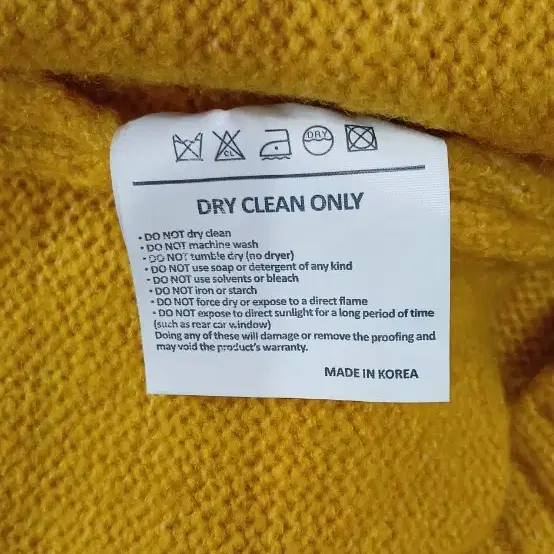 CL
DRY
DRY CLEAN ONLY
• DO NOT dry clean
• DO NOT machine wash
• DO NOT tumble dry (no dryer)
• DO NOT use soap or detergent of any kind
• DO NOT use solvents or bleach
• DO NOT iron or starch
• DO NOT force dry or expose to a direct flame
• DO NOT expose to direct sunlight for a long period of time
(such as rear car window)
Doing any of these will damage or remove the proofing and
may void the product's warranty.
MADE IN KOREA